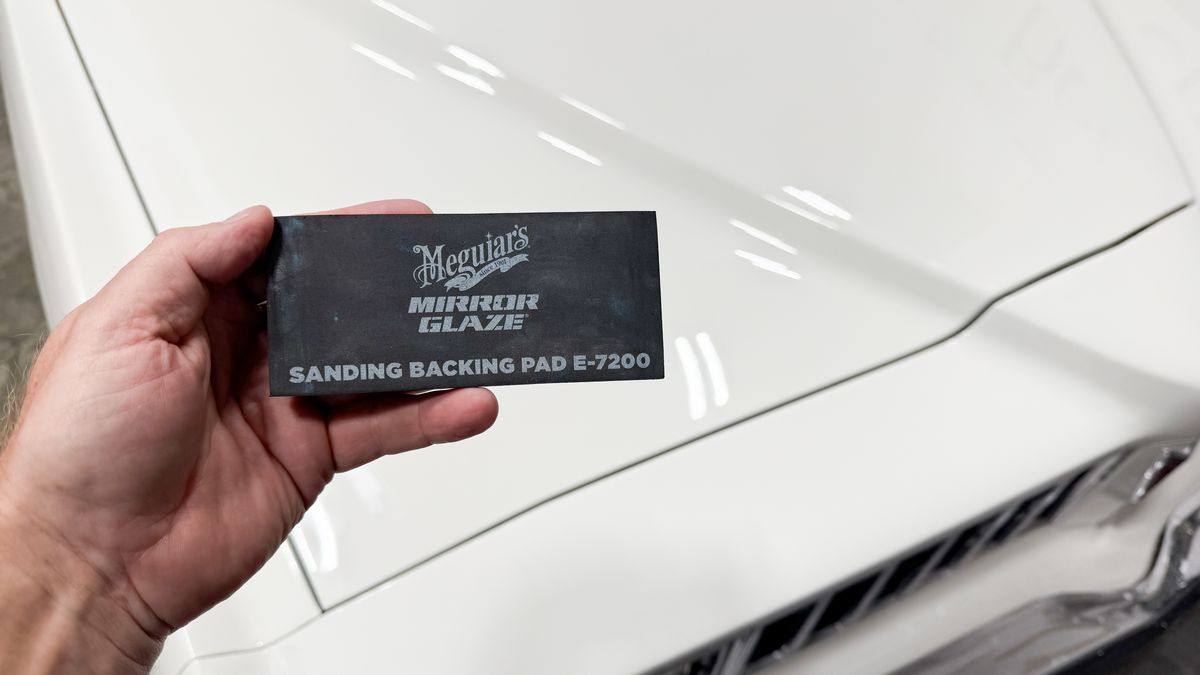 Meguiar's
since 1901
MIRROR
GLAZE
SANDING BACKING PAD E-7200